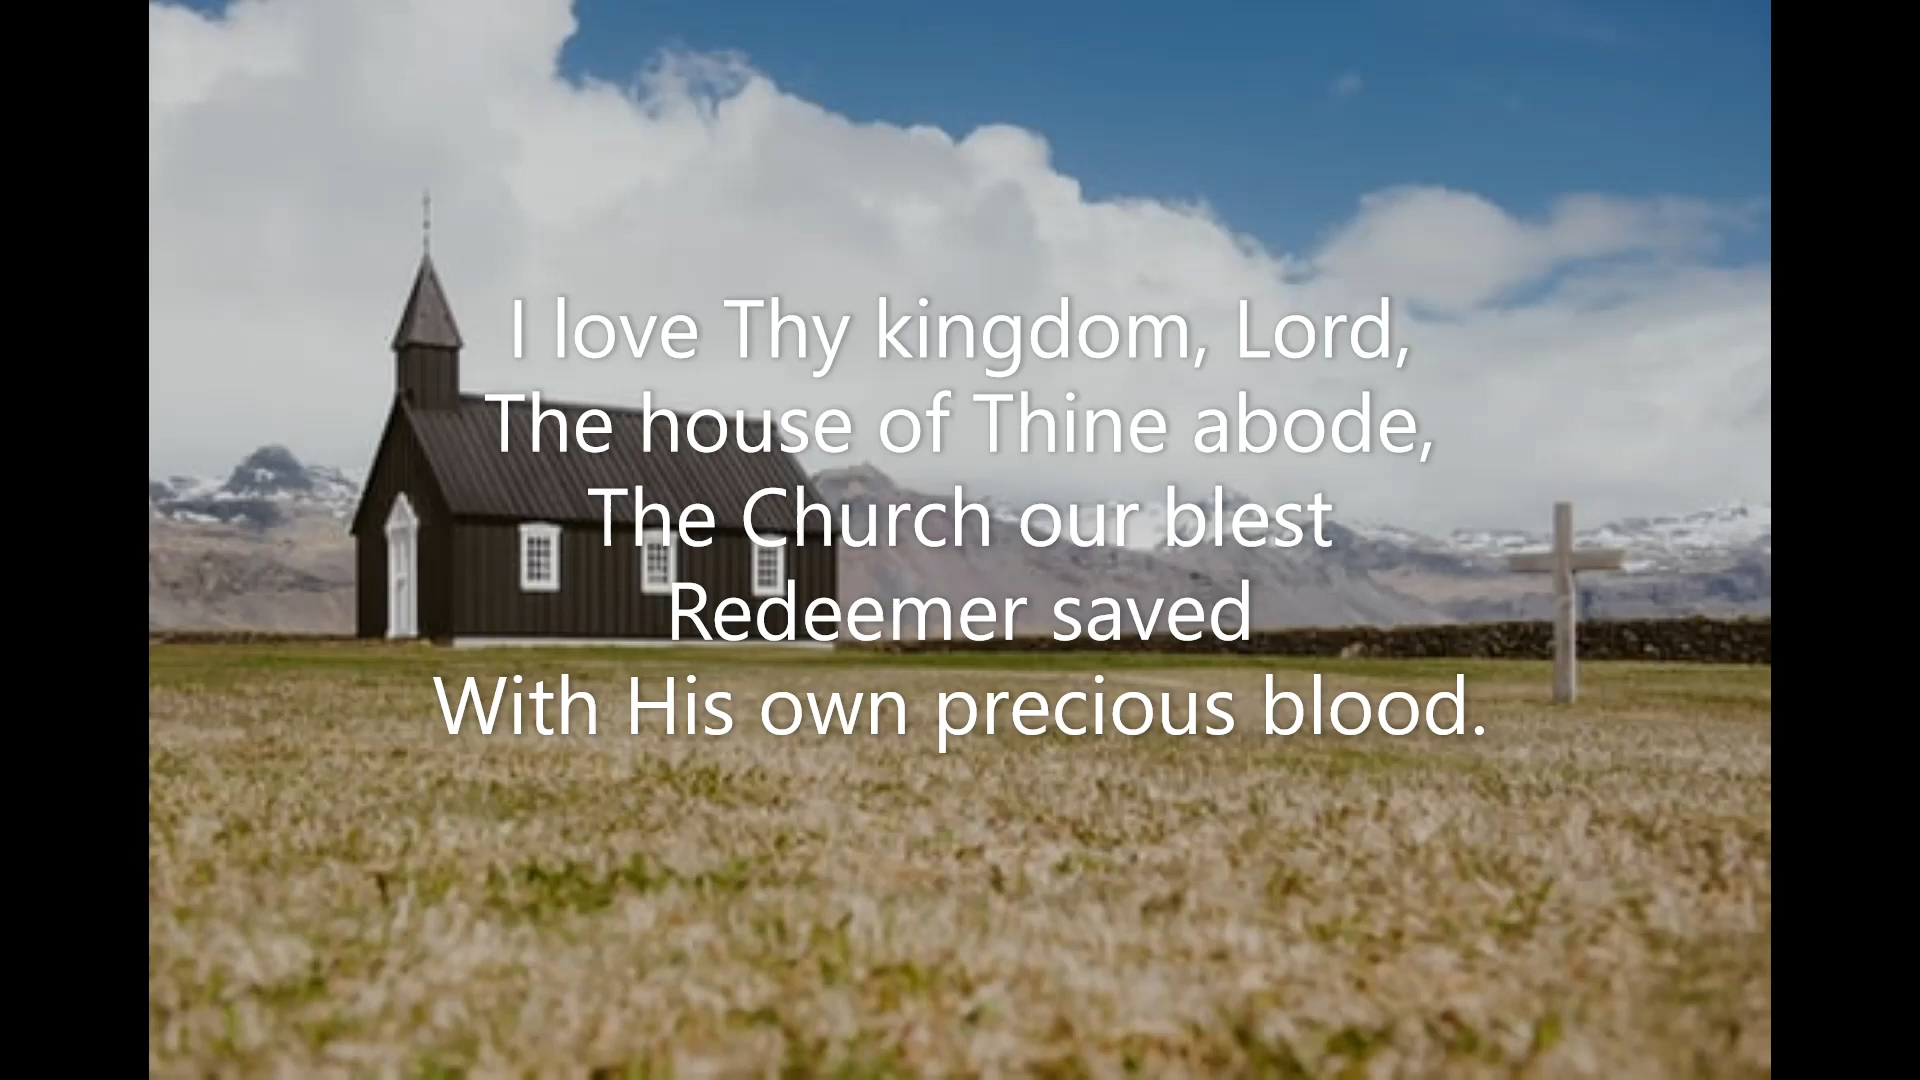 I love Thy kingdom, Lord,
The house of Thine abode,
The Church our blest
Redeemer saved
With His own precious blood.